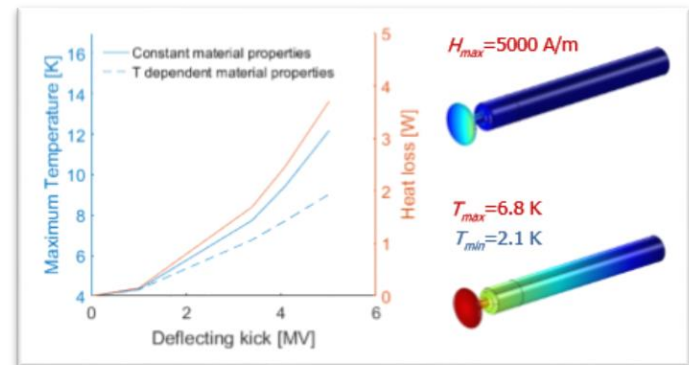 Constant material properties
T dependent material properties
Maximum Temperature [K]
16
14
12
10
8
6
4
0
2
4
6
Deflecting kick [MV]
5
4
3
2
1
0
Heat loss [W]
Hmax=5000 A/m
Tmax=6.8 K
Tmin=2.1 K